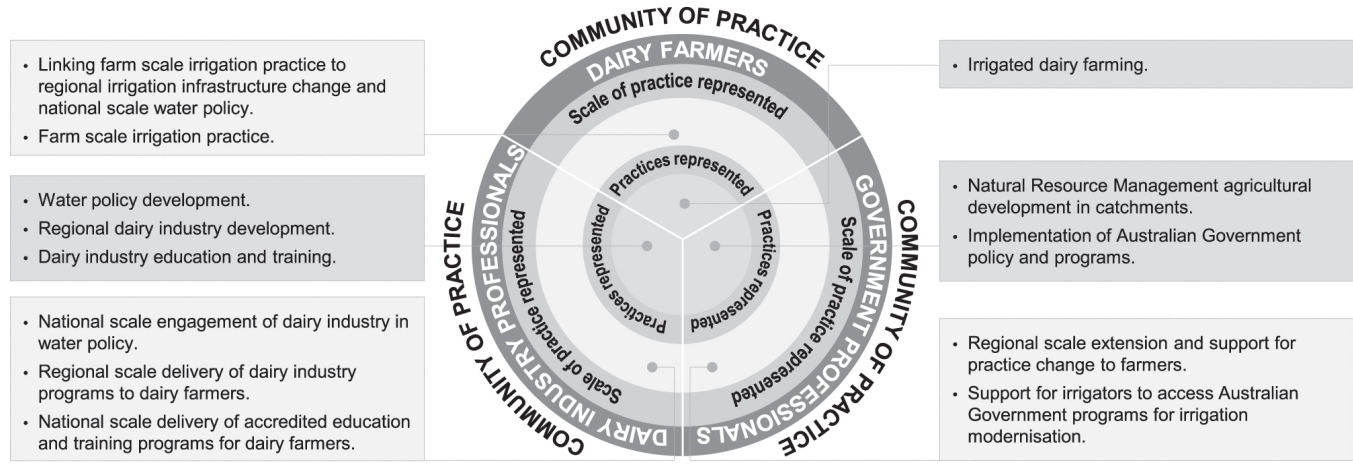 COMMUNITY OF PRACTICE
DAIRY FARMERS
Scale of practice represented
Practices represented
• Linking farm scale irrigation practice to
regional irrigation infrastructure change and
national scale water policy.
• Farm scale irrigation practice.
• Irrigated dairy farming.
COMMUNITY OF PRACTICE
DAIRY INDUSTRY PROFESSIONALS
Scale of practice represented
Practices represented
• Water policy development.
• Regional dairy industry development.
• Dairy industry education and training.
• National scale engagement of dairy industry in
water policy.
• Regional scale delivery of dairy industry
programs to dairy farmers.
• National scale delivery of accredited education
and training programs for dairy farmers.
COMMUNITY OF PRACTICE
GOVERNMENT PROFESSIONALS
Scale of practice represented
Practices represented
• Natural Resource Management agricultural
development in catchments.
• Implementation of Australian Government
policy and programs.
• Regional scale extension and support for
practice change to farmers.
• Support for irrigators to access Australian
Government programs for irrigation
modernisation.